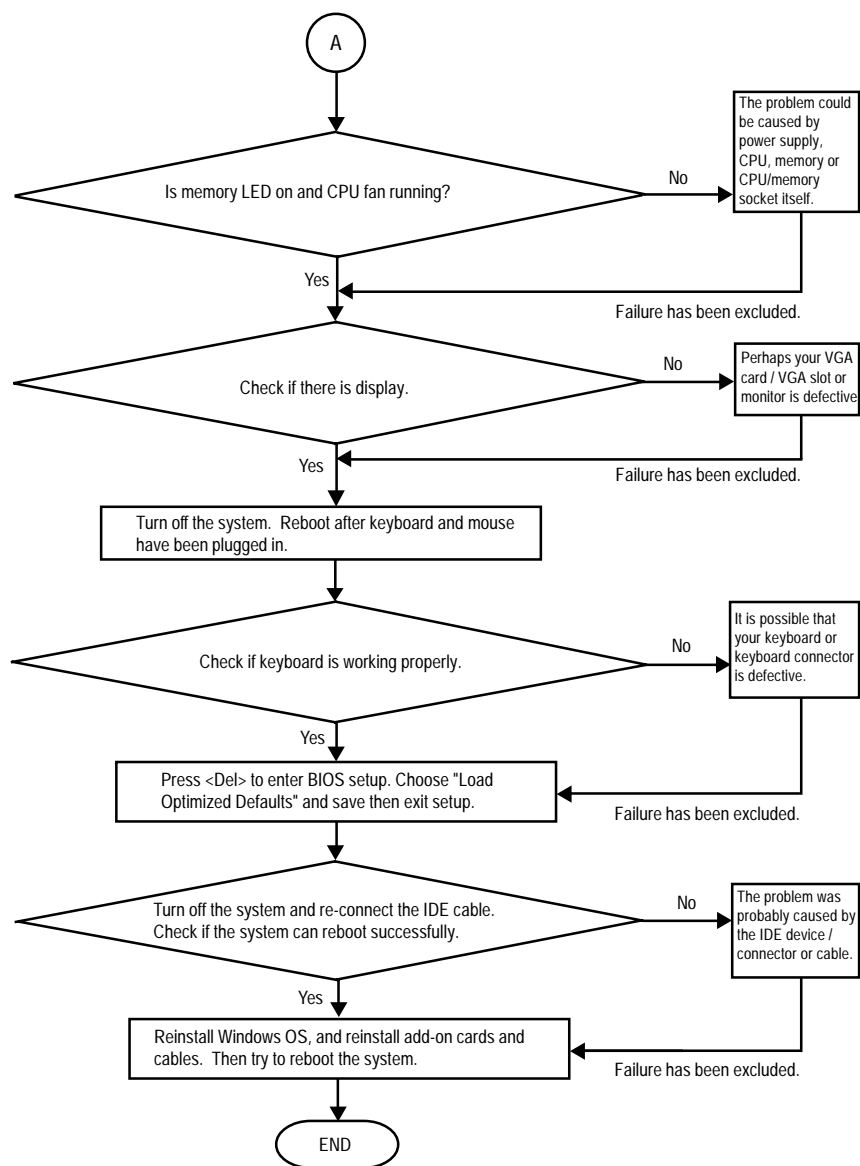 A
Is memory LED on and CPU fan running?
No
The problem could
be caused by
power supply,
CPU, memory or
CPU/memory
socket itself.
Yes
Failure has been excluded.
Check if there is display.
No
Perhaps your VGA
card / VGA slot or
monitor is defective
Yes
Failure has been excluded.
Turn off the system. Reboot after keyboard and mouse
have been plugged in.
Check if keyboard is working properly.
No
It is possible that
your keyboard or
keyboard connector
is defective.
Yes
Press <Del> to enter BIOS setup. Choose "Load
Optimized Defaults" and save then exit setup.
Failure has been excluded.
Turn off the system and re-connect the IDE cable.
Check if the system can reboot successfully.
No
The problem was
probably caused by
the IDE device /
connector or cable.
Yes
Reinstall Windows OS, and reinstall add-on cards and
cables. Then try to reboot the system.
Failure has been excluded.
END